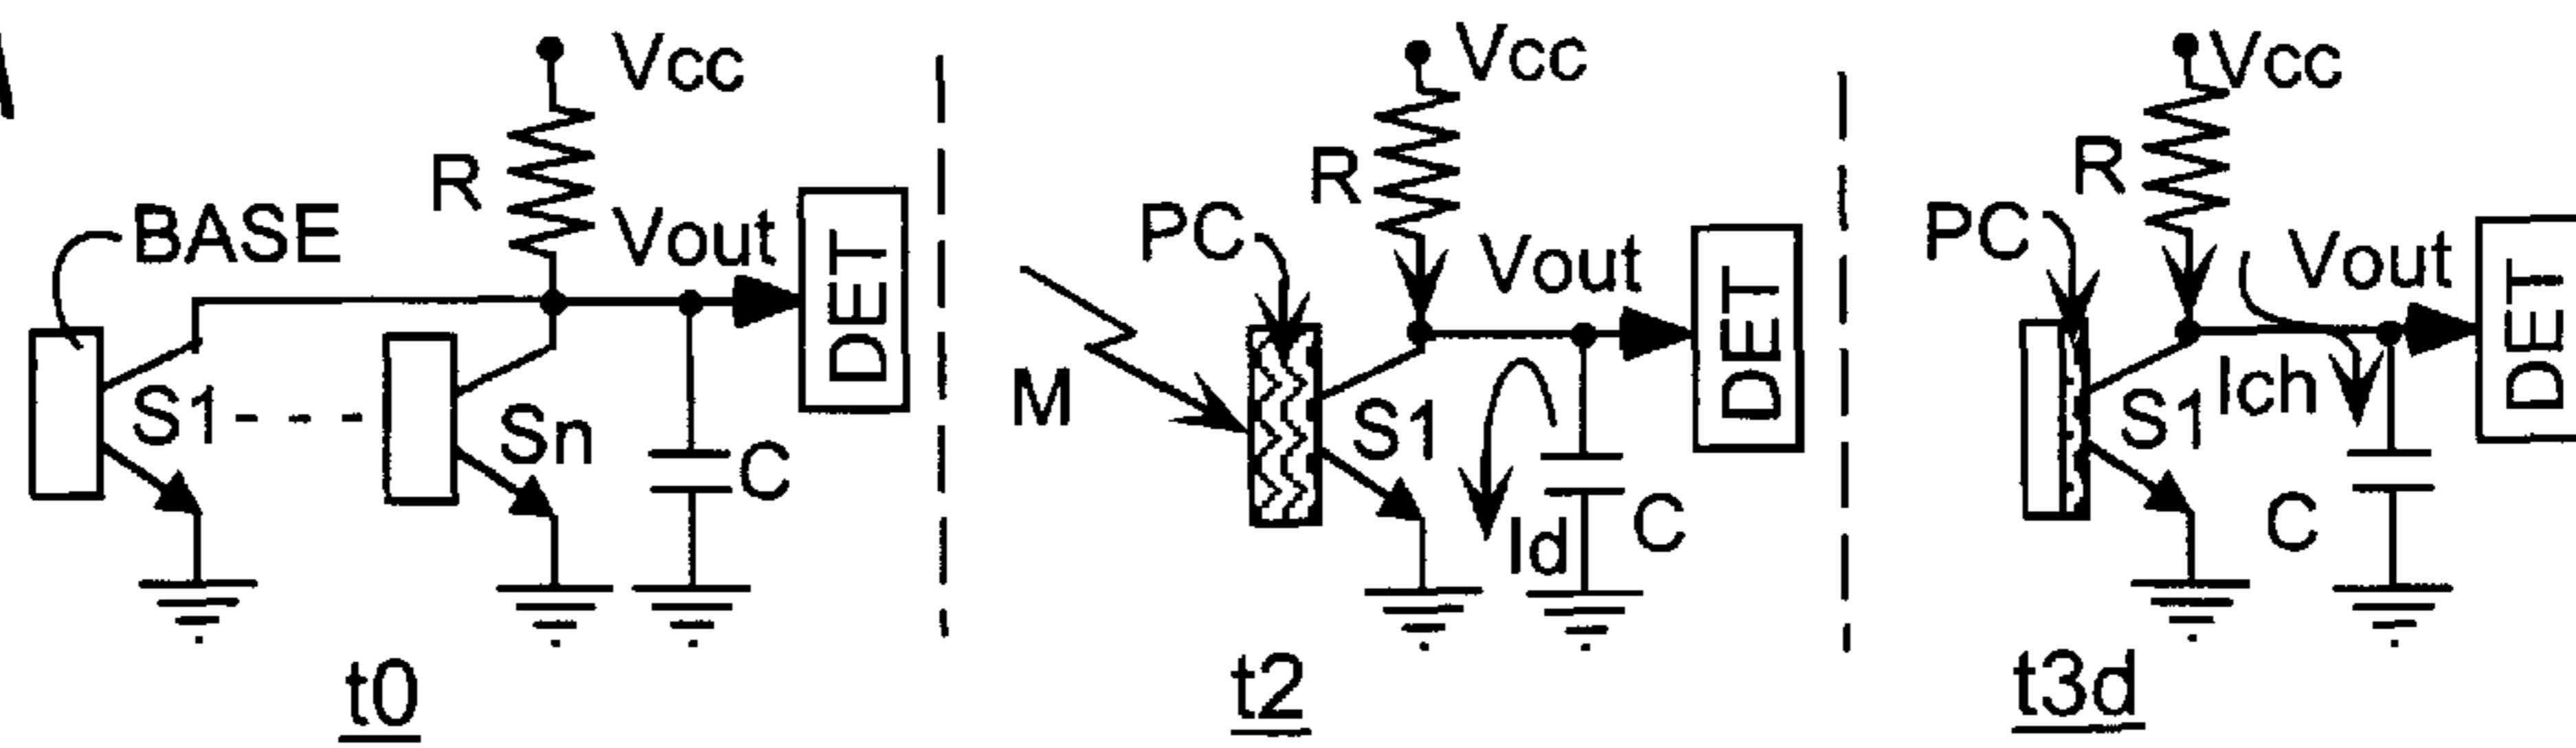 Vcc
R
BASE
Vout
DET
S1
Sn
C
t0
Vcc
R
PC
Vout
DET
M
S1
Id
C
t2
Vcc
R
PC
Vout
DET
S1
Ich
C
t3d